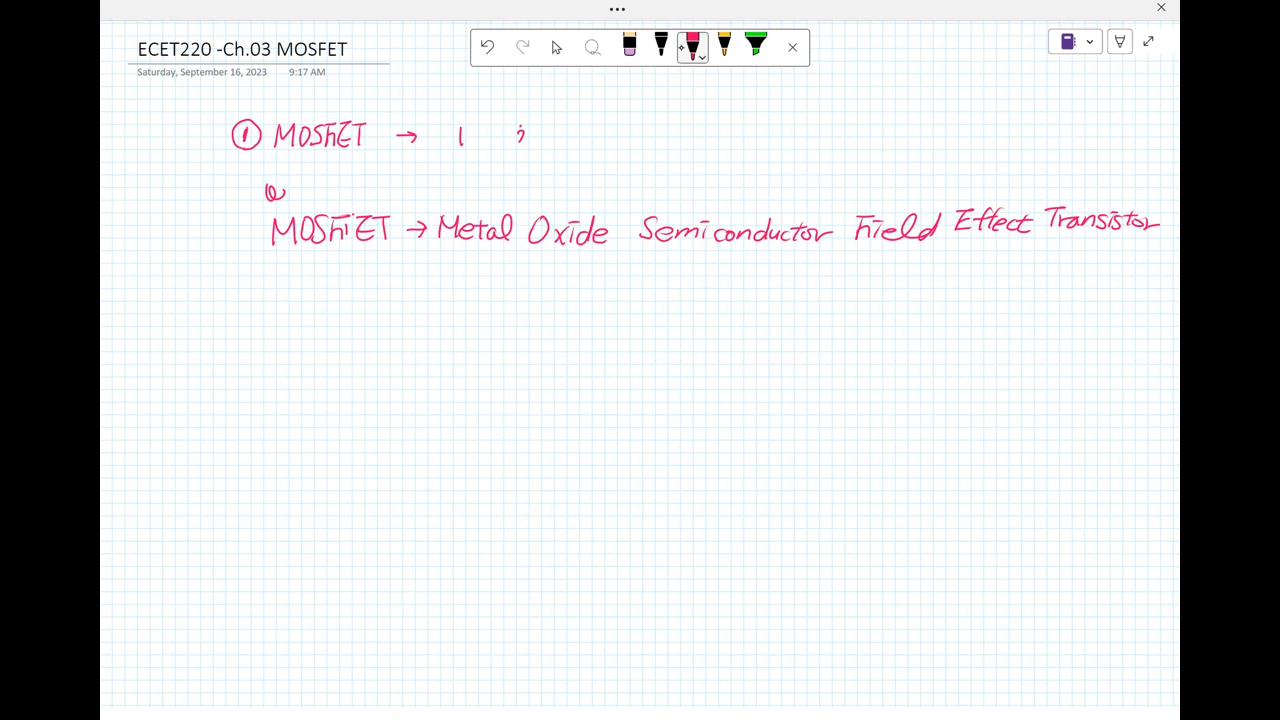 ECET220 -Ch.03 MOSFET
Saturday, September 16, 2023 9:17 AM
① MOSFET → 1 ;
MOSFET → Metal Oxide Semiconductor Field Effect Transistor